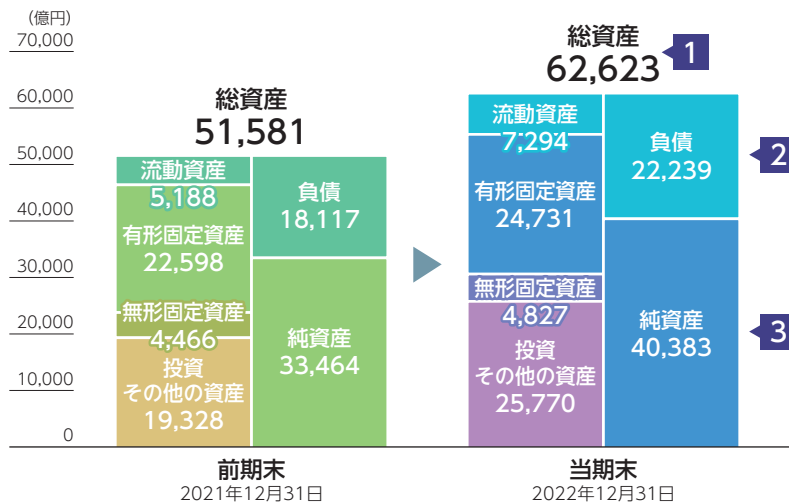 (億円)
70,000
60,000
50,000
40,000
30,000
20,000
10,000
0
総資産
51,581
流動資産
5,188
有形固定資産
22,598
無形固定資産
4,466
投資
その他の資産
19,328
負債
18,117
純資産
33,464
前期末
2021年12月31日
総資産
62,623
1
流動資産
7,294
有形固定資産
24,731
無形固定資産
4,827
投資
その他の資産
25,770
負債
22,239
2
純資産
40,383
3
当期末
2022年12月31日